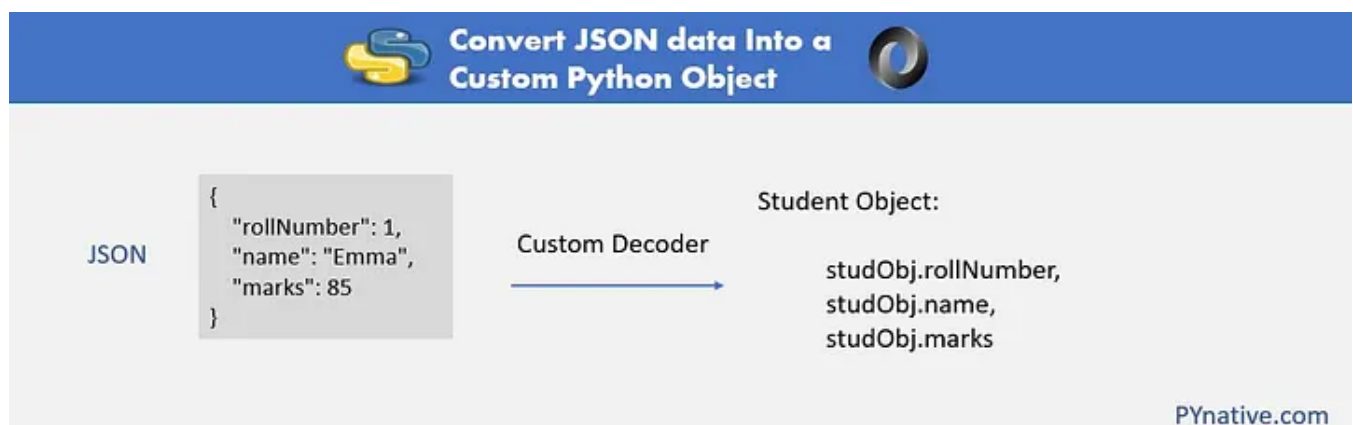 Convert JSON data Into a
Custom Python Object
JSON
{
"rollNumber": 1,
"name": "Emma",
"marks": 85
}
Custom Decoder
Student Object:
studObj.rollNumber,
studObj.name,
studObj.marks
PYnative.com